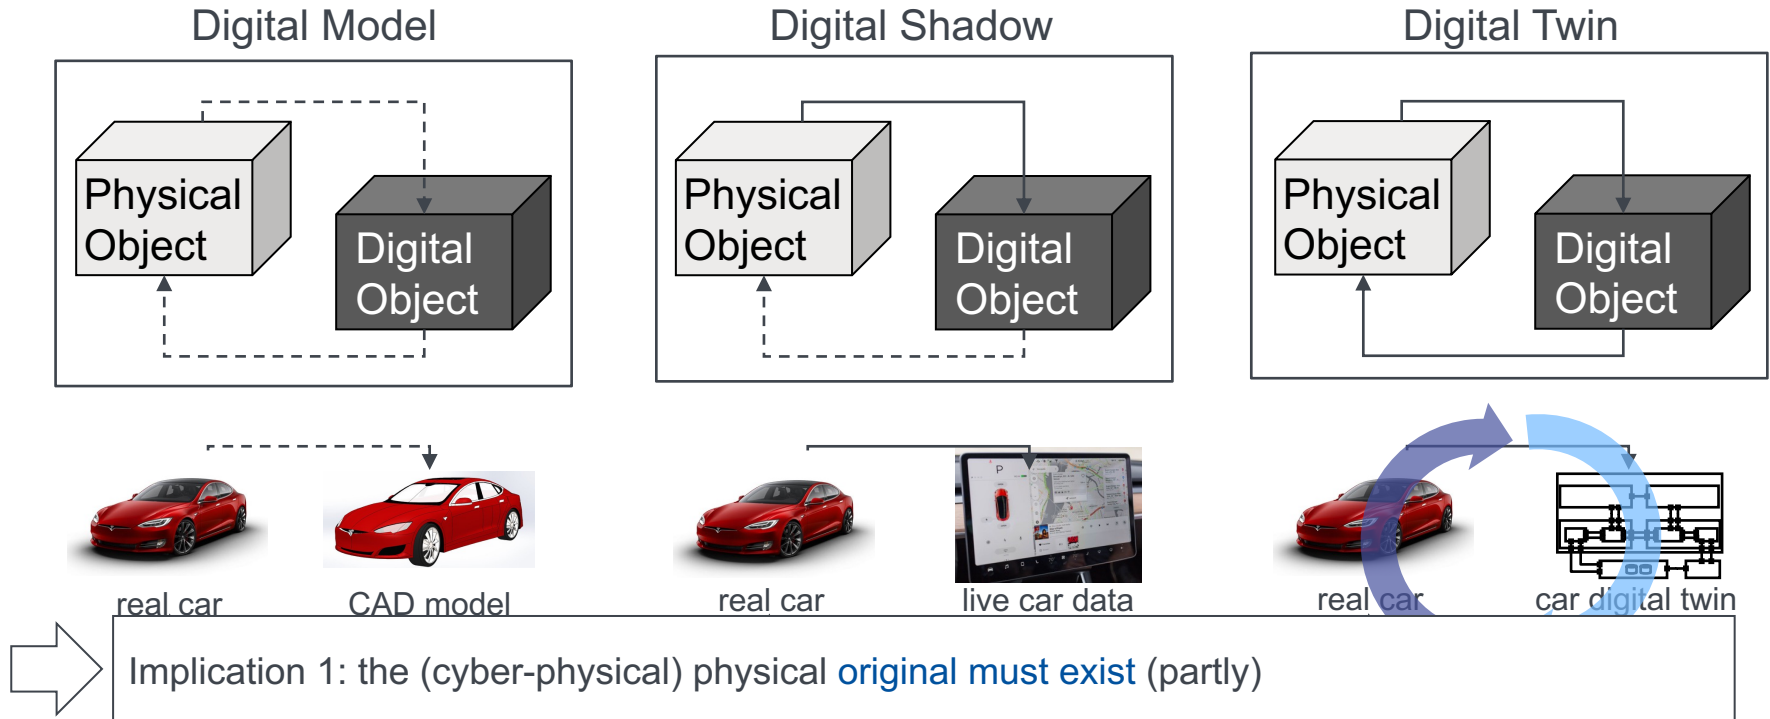 Digital Model
Digital Shadow
Digital Twin
Physical
Object
Digital
Object
Physical
Object
Digital
Object
Physical
Object
Digital
Object
P
real car
CAD model
real car
live car data
real car
car digital twin
Implication 1: the (cyber-physical) physical original must exist (partly)